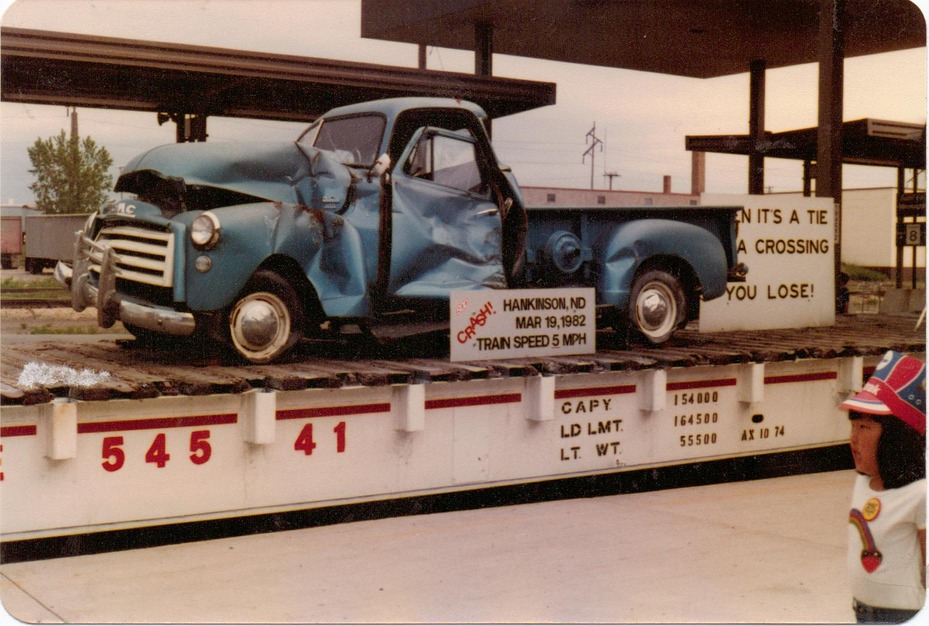 EN IT'S A TIE
A CROSSING
YOU LOSE!
CRASH! HANKINSON, ND
MAR 19, 1982
TRAIN SPEED 5 MPH
545 41
CAPY. 154000
LD LMT. 164500
LT. WT. 55500 AX 10 74
8